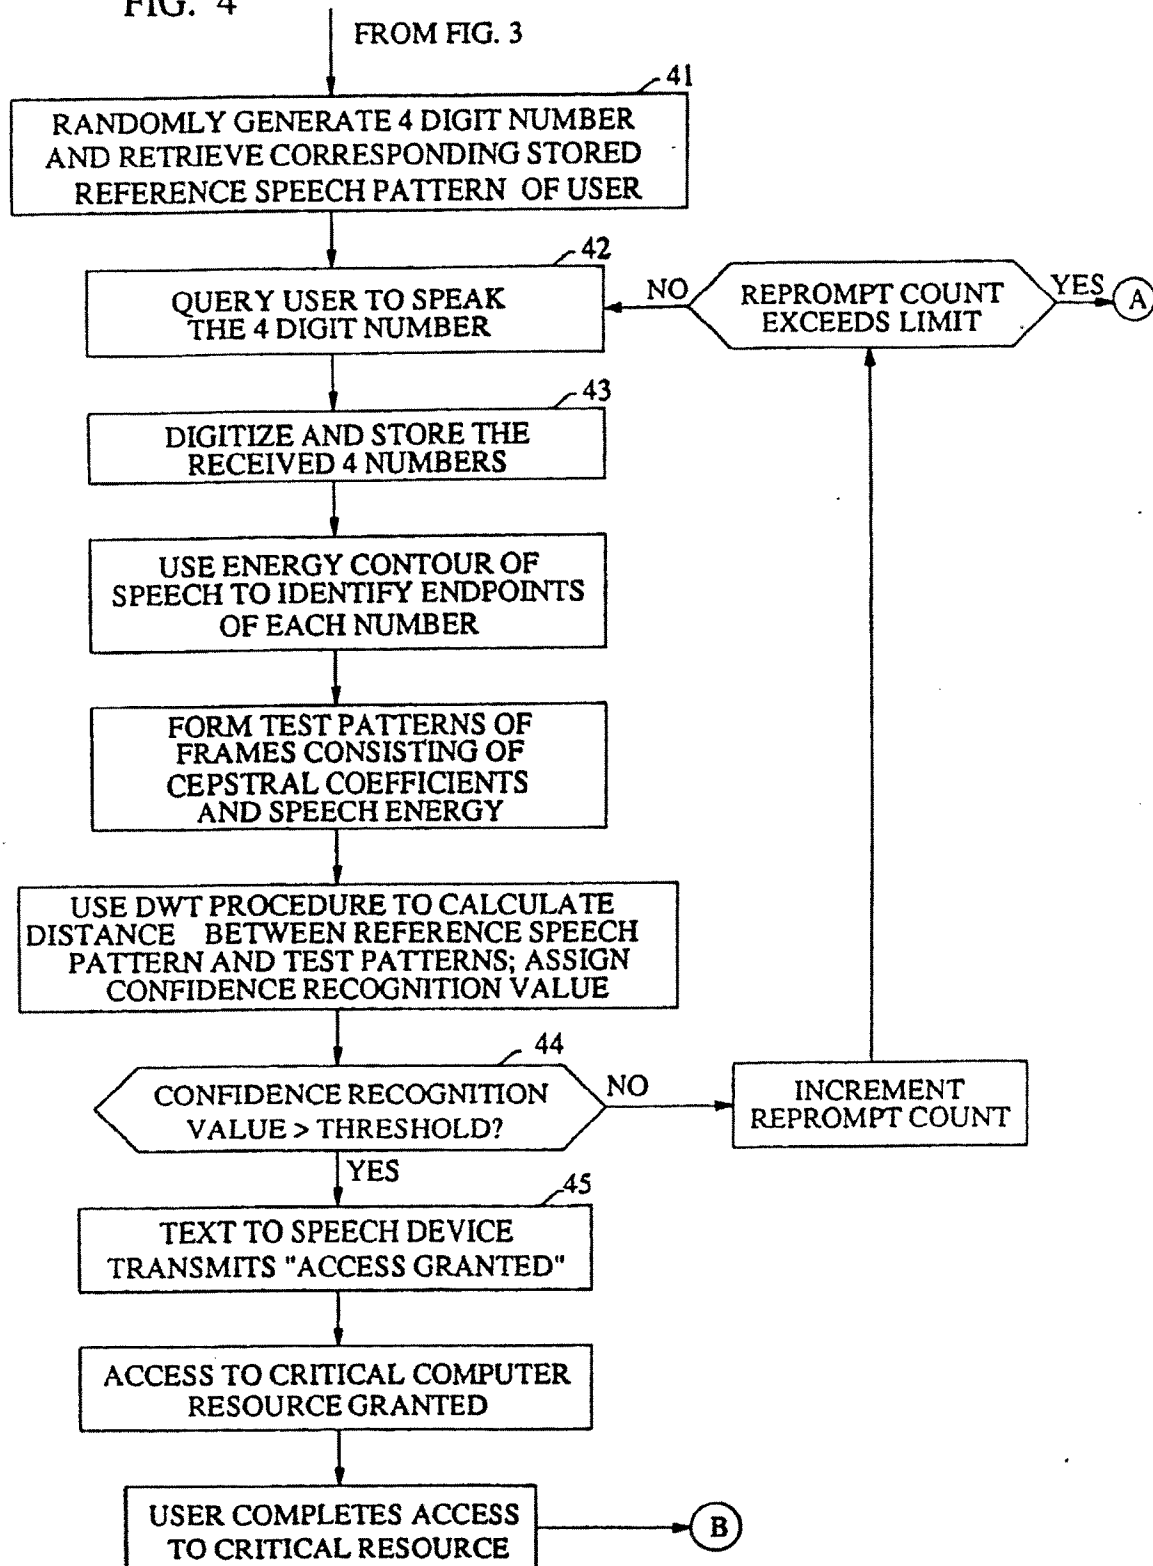 FIG. 4
FROM FIG. 3
41
RANDOMLY GENERATE 4 DIGIT NUMBER
AND RETRIEVE CORRESPONDING STORED
REFERENCE SPEECH PATTERN OF USER
42
QUERY USER TO SPEAK
THE 4 DIGIT NUMBER
NO
REPROMPT COUNT
EXCEEDS LIMIT
YES
A
43
DIGITIZE AND STORE THE
RECEIVED 4 NUMBERS
USE ENERGY CONTOUR OF
SPEECH TO IDENTIFY ENDPOINTS
OF EACH NUMBER
FORM TEST PATTERNS OF
FRAMES CONSISTING OF
CEPSTRAL COEFFICIENTS
AND SPEECH ENERGY
USE DWT PROCEDURE TO CALCULATE
DISTANCE BETWEEN REFERENCE SPEECH
PATTERN AND TEST PATTERNS; ASSIGN
CONFIDENCE RECOGNITION VALUE
44
CONFIDENCE RECOGNITION
VALUE > THRESHOLD?
NO
INCREMENT
REPROMPT COUNT
YES
45
TEXT TO SPEECH DEVICE
TRANSMITS "ACCESS GRANTED"
ACCESS TO CRITICAL COMPUTER
RESOURCE GRANTED
USER COMPLETES ACCESS
TO CRITICAL RESOURCE
B